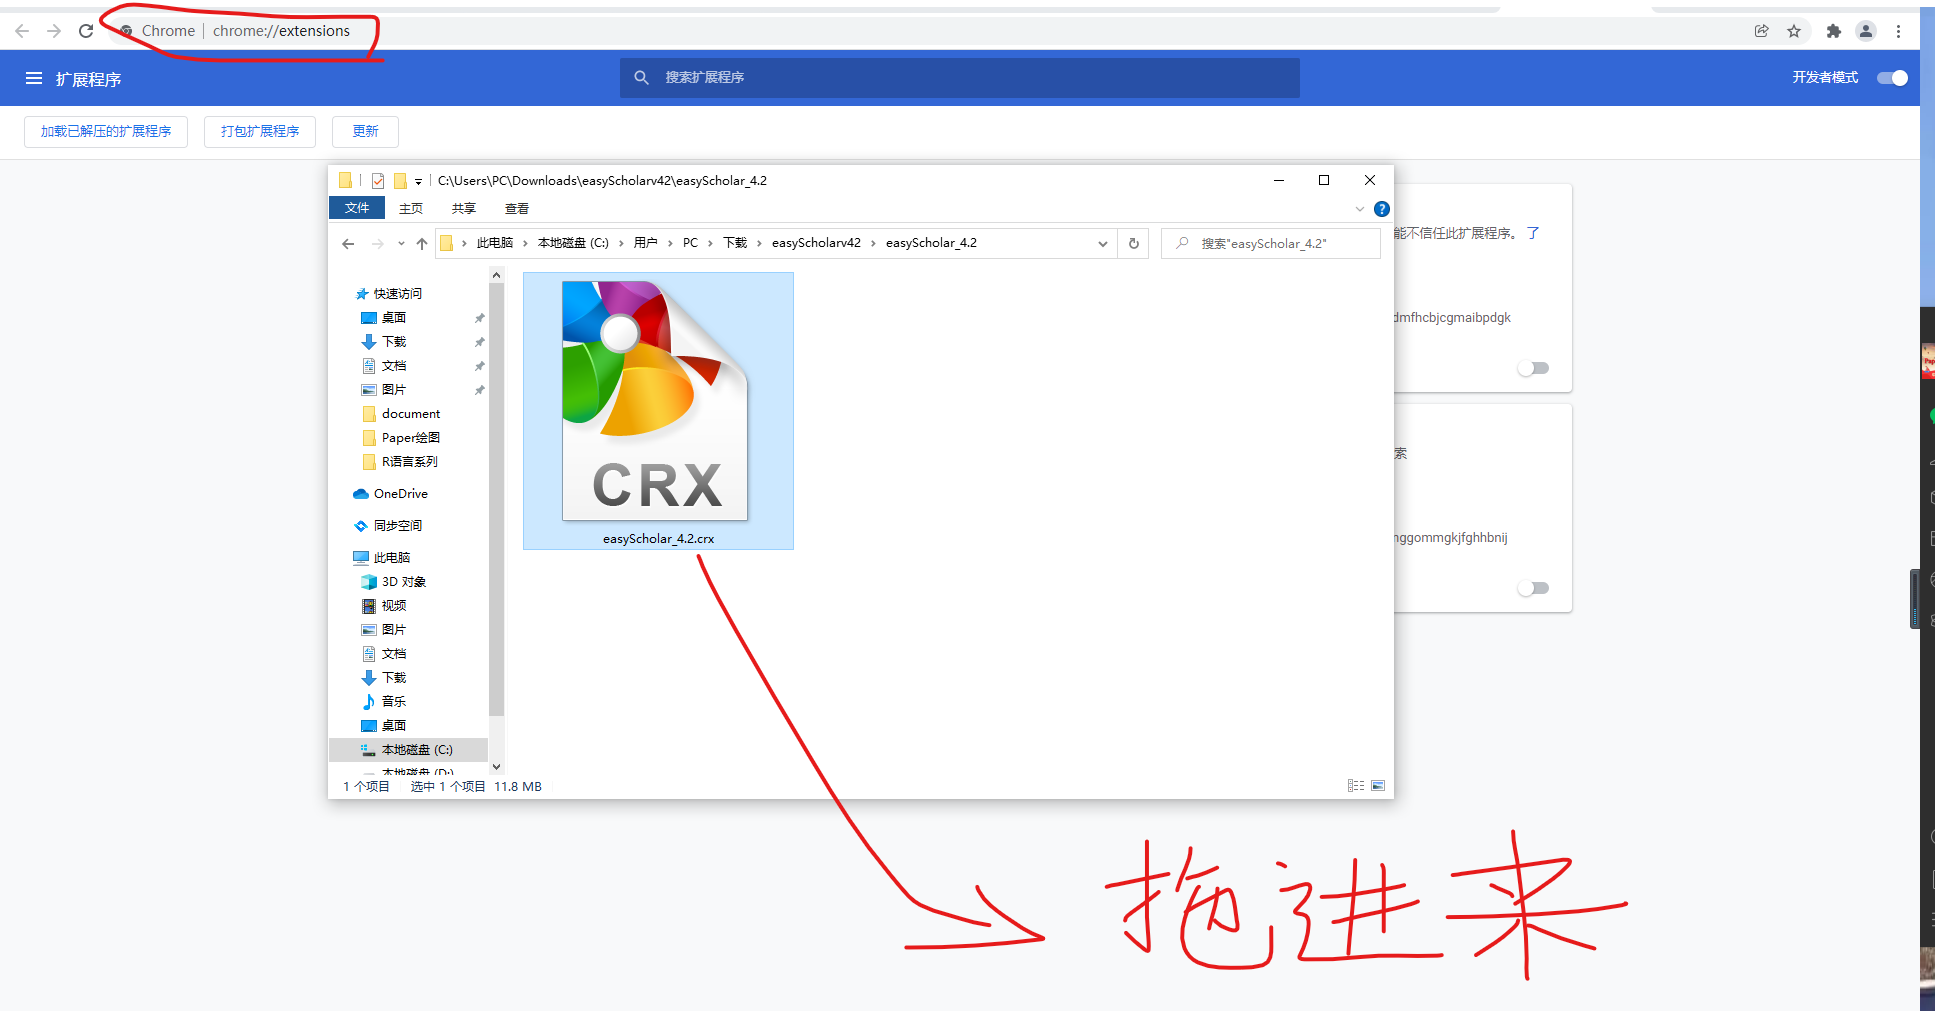 Chrome | chrome://extensions
扩展程序
搜索扩展程序
开发者模式
加载已解压的扩展程序
打包扩展程序
更新
C:\Users\PC\Downloads\easyScholarv42\easyScholar_4.2
文件
主页
共享
查看
此电脑 › 本地磁盘 (C:) › 用户 › PC › 下载 › easyScholarv42 › easyScholar_4.2
搜索"easyScholar_4.2"
快速访问
桌面
下载
文档
图片
document
Paper绘图
R语言系列
OneDrive
同步空间
此电脑
3D 对象
视频
图片
文档
下载
音乐
桌面
本地磁盘 (C:)
本地磁盘 (D:)
CRX
easyScholar_4.2.crx
1 个项目
选中 1 个项目 11.8 MB
能不信任此扩展程序。 了
dmfhcbjcgmaibpdgk
索
nggommgkjfghhbnij
拖进来